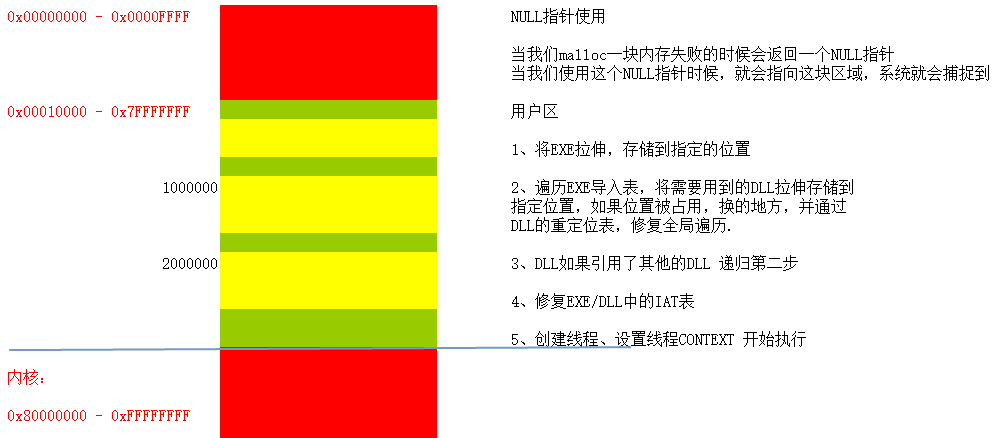 0x00000000 - 0x0000FFFF
NULL指针使用
当我们malloc一块内存失败的时候会返回一个NULL指针
当我们使用这个NULL指针时候，就会指向这块区域，系统就会捕捉到
0x00010000 - 0x7FFFFFFF
用户区
1、将EXE拉伸，存储到指定的位置
1000000
2、遍历EXE导入表，将需要用到的DLL拉伸存储到
指定位置，如果位置被占用，换的地方，并通过
DLL的重定位表，修复全局遍历.
2000000
3、DLL如果引用了其他的DLL 递归第二步
4、修复EXE/DLL中的IAT表
5、创建线程、设置线程CONTEXT 开始执行
内核：
0x80000000 - 0xFFFFFFFF